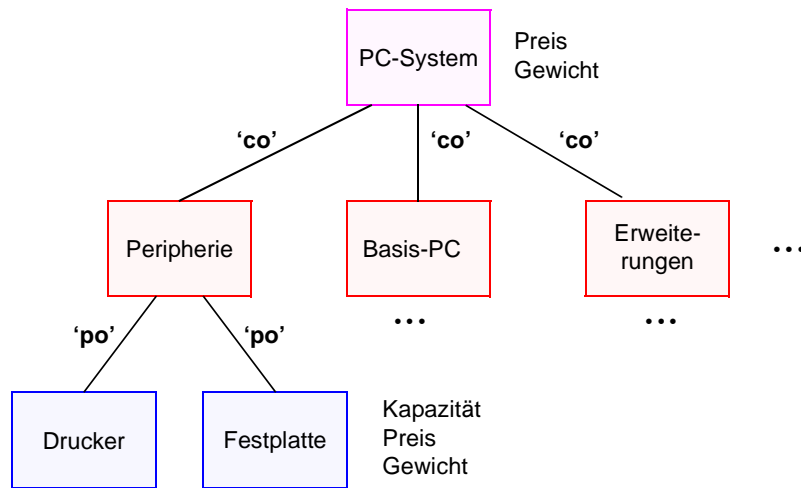 PC-System
Preis
Gewicht
‘co’
‘co’
‘co’
Peripherie
Basis-PC
Erweite-
rungen
...
...
...
‘po’
‘po’
Drucker
Festplatte
Kapazität
Preis
Gewicht